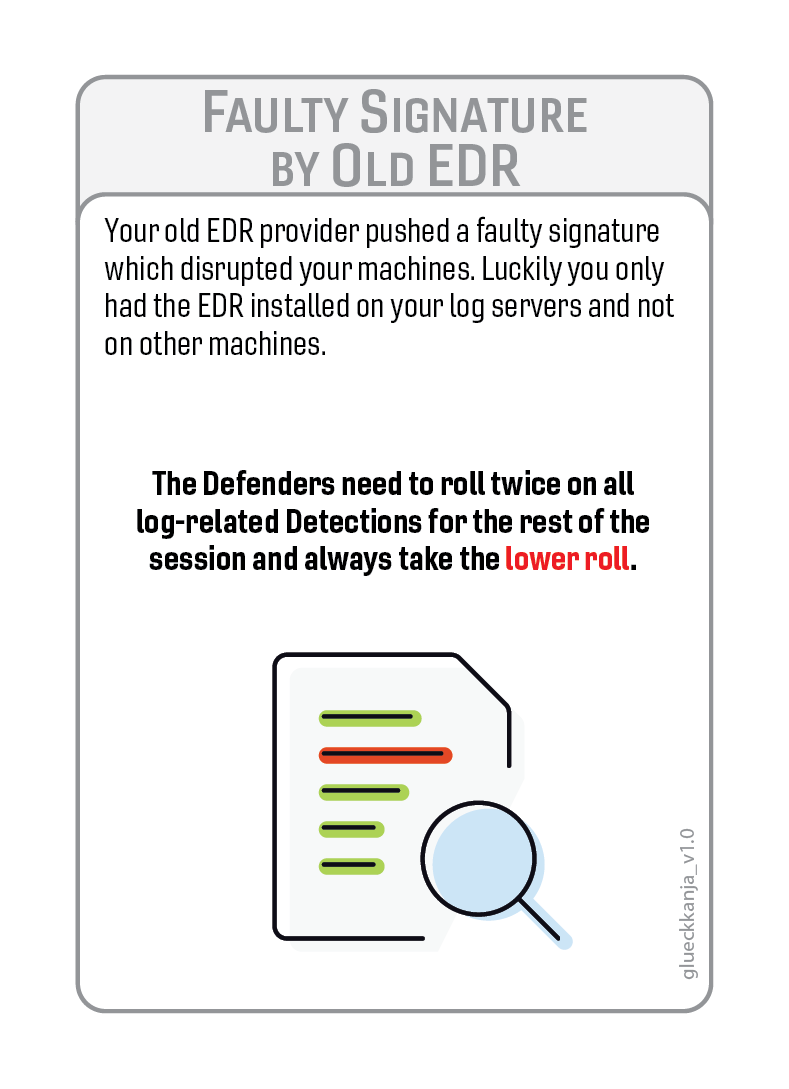 Faulty Signature
by Old EDR
Your old EDR provider pushed a faulty signature
which disrupted your machines. Luckily you only
had the EDR installed on your log servers and not
on other machines.
The Defenders need to roll twice on all
log-related Detections for the rest of the
session and always take the lower roll.
glueckkanja_v1.0